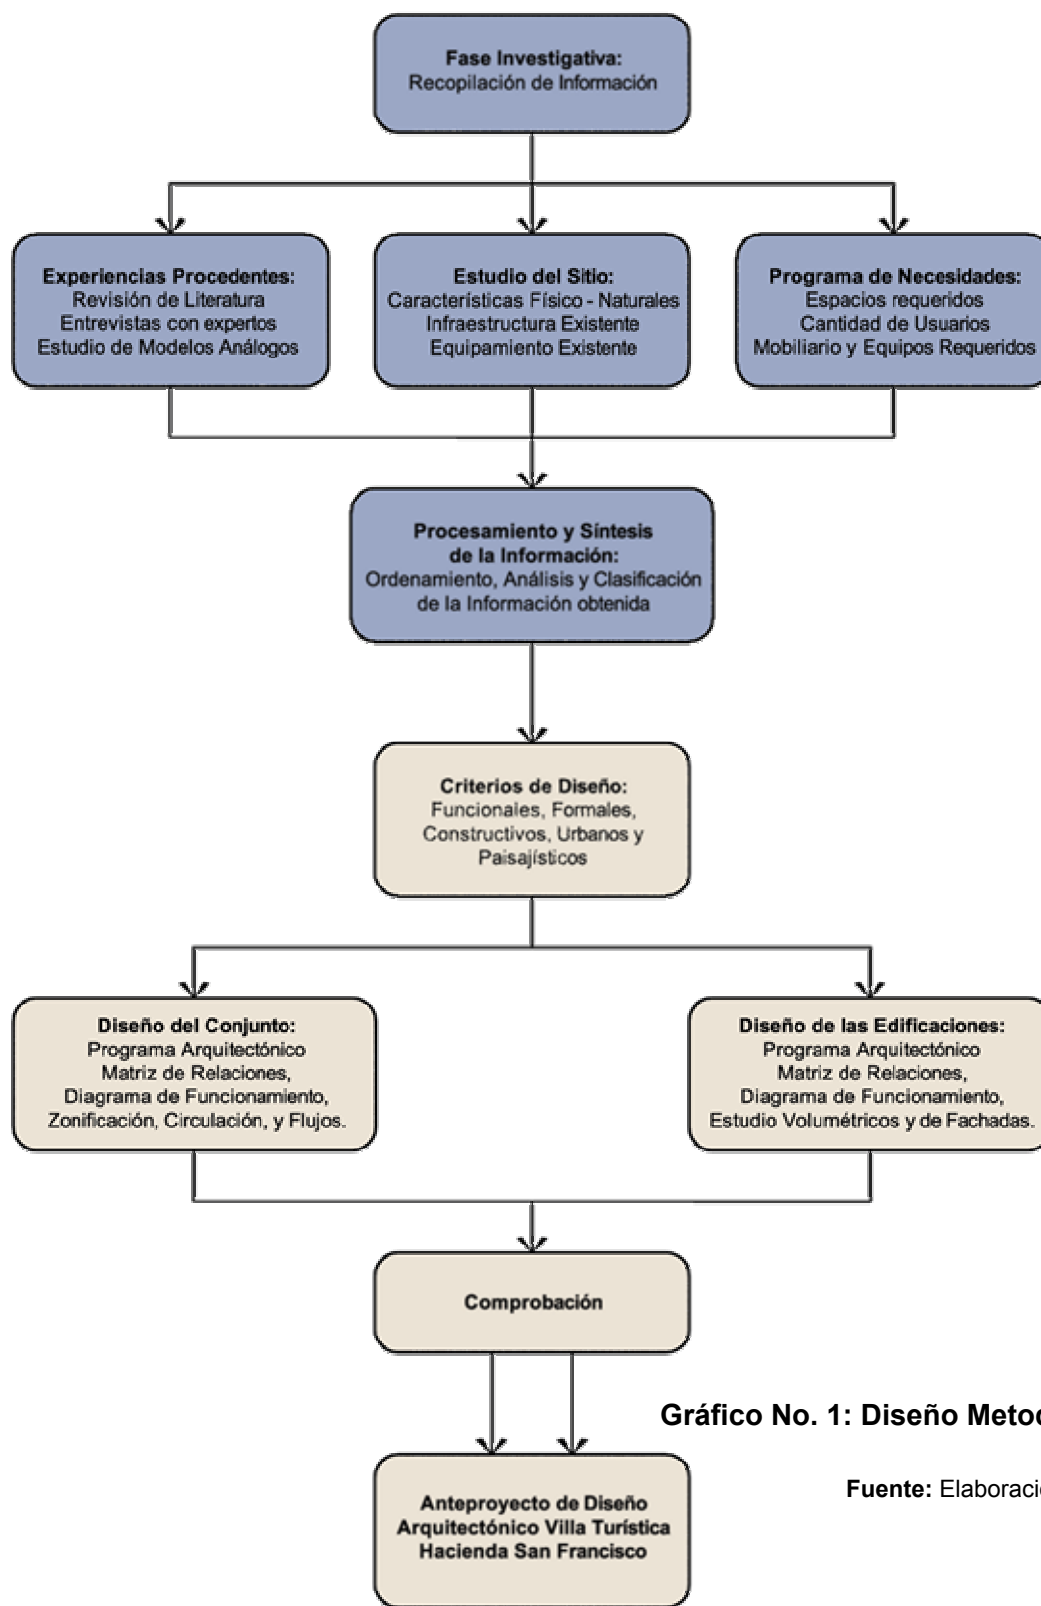 Fase Investigativa:
Recopilación de Información
Experiencias Procedentes:
Revisión de Literatura
Entrevistas con expertos
Estudio de Modelos Análogos
Estudio del Sitio:
Características Físico - Naturales
Infraestructura Existente
Equipamiento Existente
Programa de Necesidades:
Espacios requeridos
Cantidad de Usuarios
Mobiliario y Equipos Requeridos
Procesamiento y Síntesis
de la Información:
Ordenamiento, Análisis y Clasificación
de la Información obtenida
Criterios de Diseño:
Funcionales, Formales,
Constructivos, Urbanos y
Paisajísticos
Diseño del Conjunto:
Programa Arquitectónico
Matriz de Relaciones,
Diagrama de Funcionamiento,
Zonificación, Circulación, y Flujos.
Diseño de las Edificaciones:
Programa Arquitectónico
Matriz de Relaciones,
Diagrama de Funcionamiento,
Estudio Volumétricos y de Fachadas.
Comprobación
Gráfico No. 1: Diseño
Fuente:
Anteproyecto de Diseño
Arquitectónico Villa Turística
Hacienda San Francisco